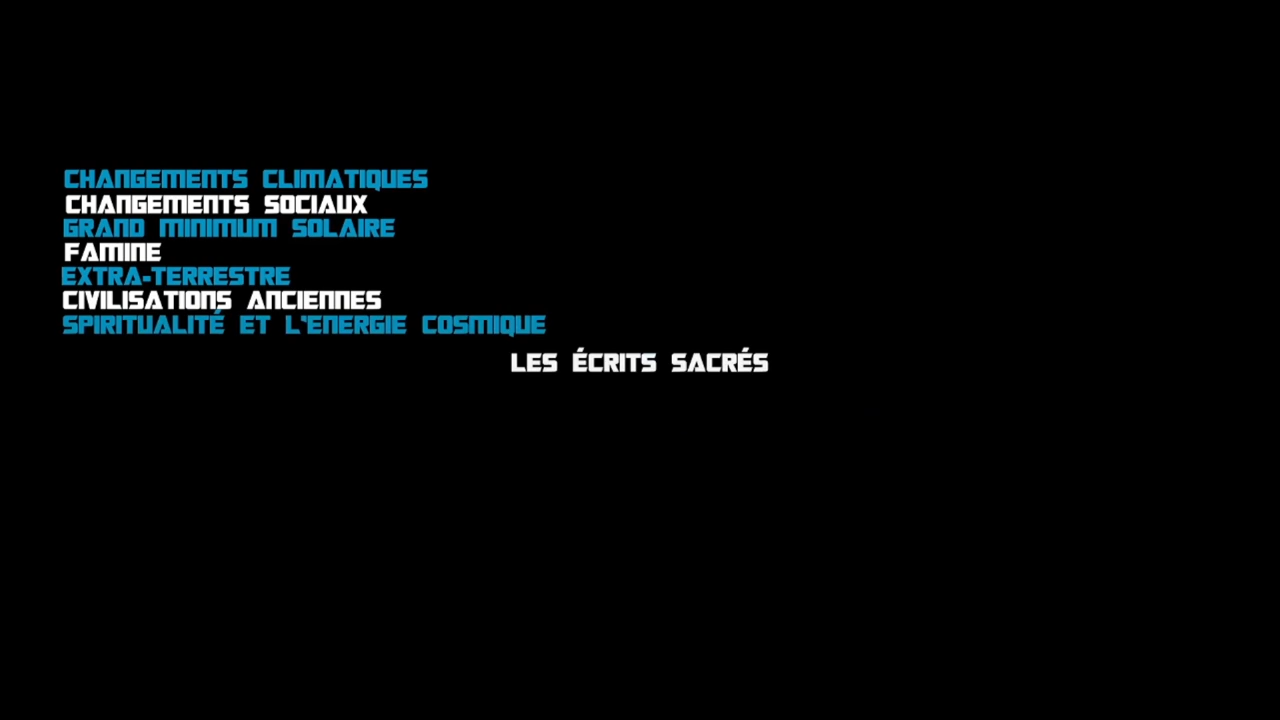 CHANGEMENTS CLIMATIQUES
CHANGEMENTS SOCIAUX
GRAND MINIMUM SOLAIRE
FAMINE
EXTRA-TERRESTRE
CIVILISATIONS ANCIENNES
SPIRITUALITÉ ET L'ENERGIE COSMIQUE
LES ÉCRITS SACRÉS